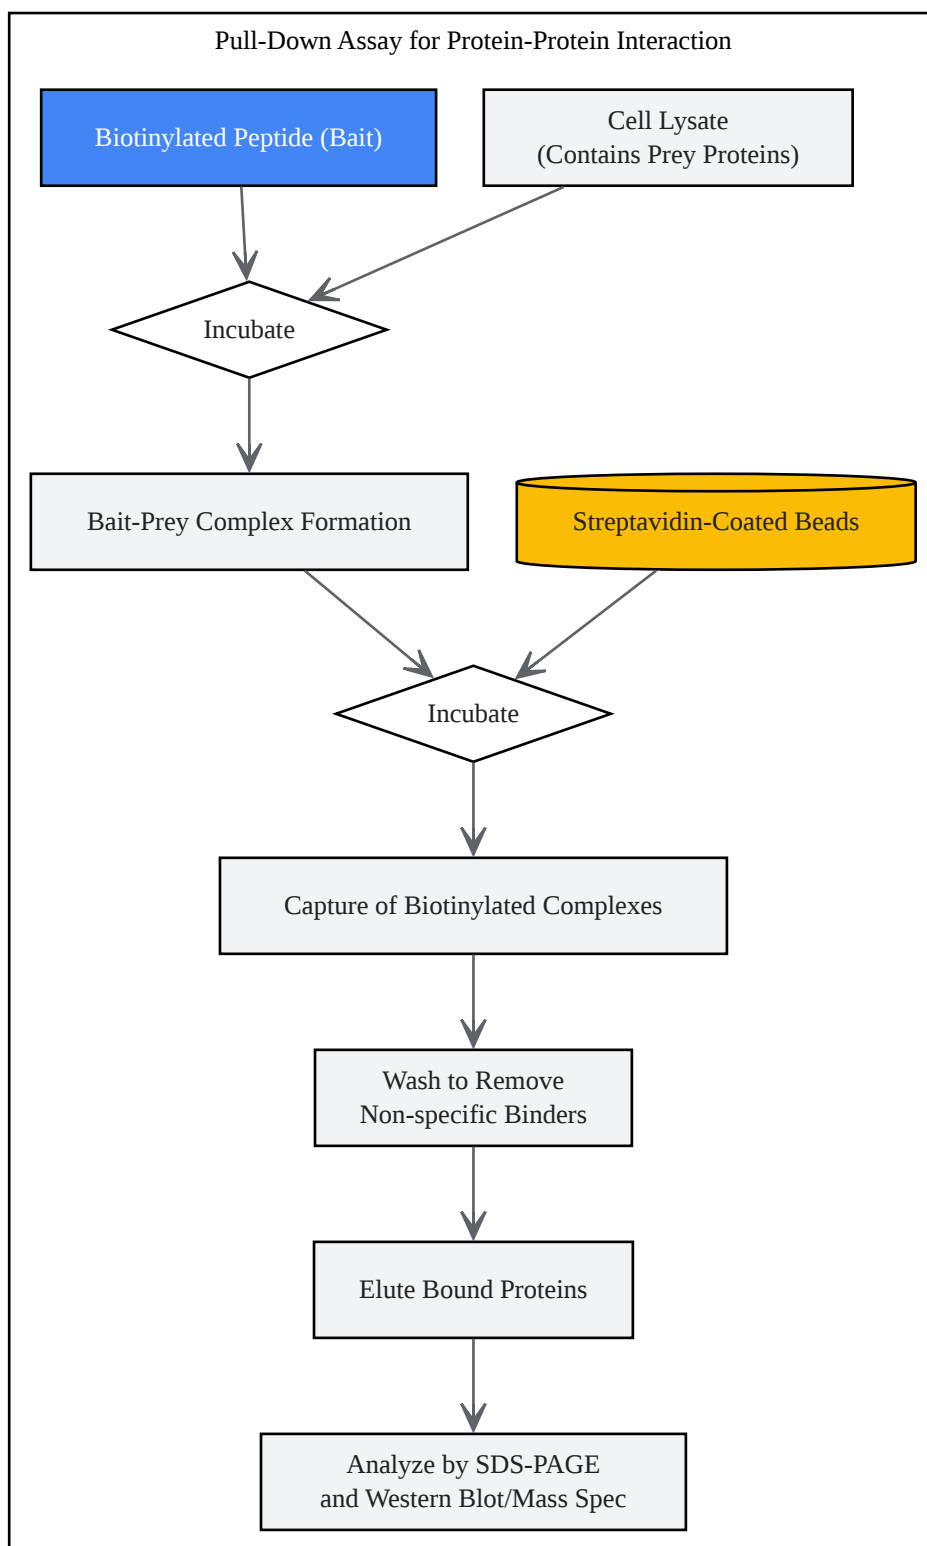 Pull-Down Assay for Protein-Protein Interaction
Biotinylated Peptide (Bait)
Cell Lysate
(Contains Prey Proteins)
Incubate
Bait-Prey Complex Formation
Streptavidin-Coated Beads
Incubate
Capture of Biotinylated Complexes
Wash to Remove
Non-specific Binders
Elute Bound Proteins
Analyze by SDS-PAGE
and Western Blot/Mass Spec